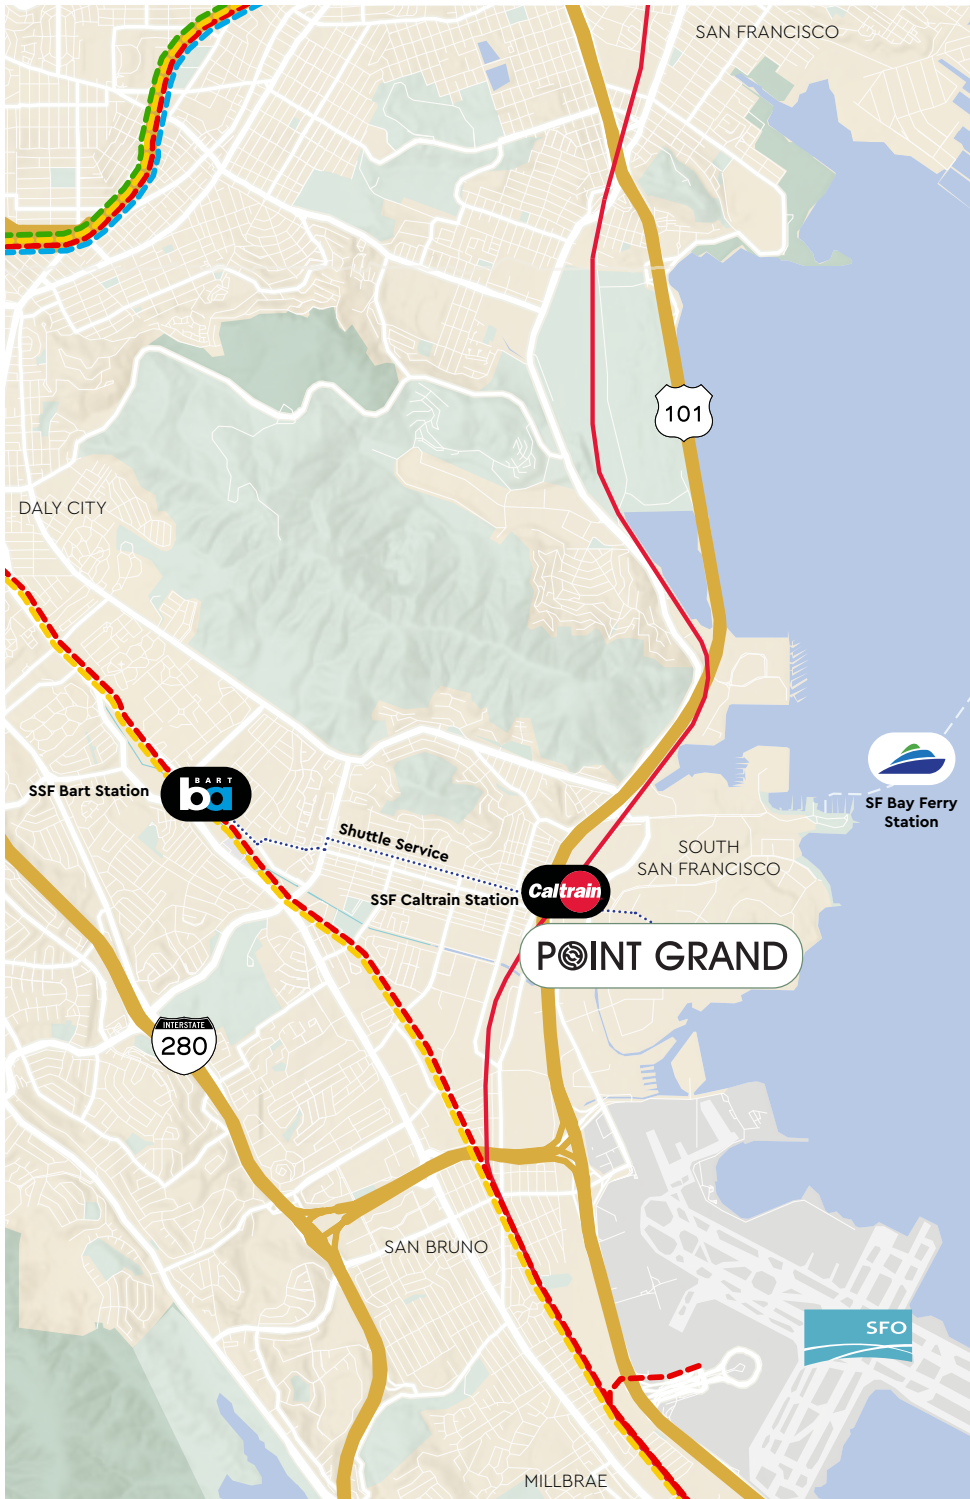 SAN FRANCISCO
101
DALY CITY
BART
ba
SSF Bart Station
SF Bay Ferry
Station
Shuttle Service
SOUTH
SAN FRANCISCO
Caltrain
SSF Caltrain Station
POINT GRAND
INTERSTATE
280
SAN BRUNO
SFO
MILLBRAE